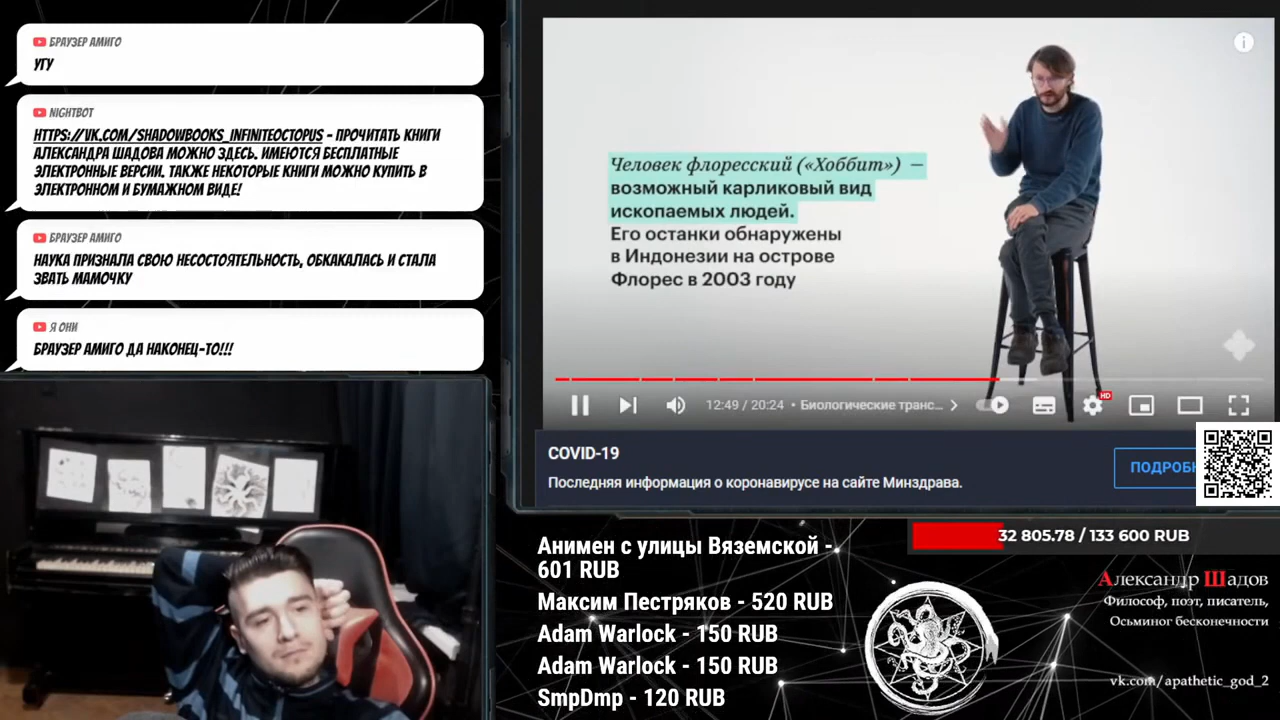 БРАУЗЕР АМИГО
УГУ
NIGHTBOT
HTTPS://VK.COM/SHADOWBOOKS_INFINITEOCTOPUS - ПРОЧИТАТЬ КНИГИ
АЛЕКСАНДРА ШАДОВА МОЖНО ЗДЕСЬ. ИМЕЮТСЯ БЕСПЛАТНЫЕ
ЭЛЕКТРОННЫЕ ВЕРСИИ. ТАКЖЕ НЕКОТОРЫЕ КНИГИ МОЖНО КУПИТЬ В
ЭЛЕКТРОННОМ И БУМАЖНОМ ВИДЕ!
БРАУЗЕР АМИГО
НАУКА ПРИЗНАЛА СВОЮ НЕСОСТОЯТЕЛЬНОСТЬ, ОБКАКАЛАСЬ И СТАЛА
ЗВАТЬ МАМОЧКУ
Я ОНИ
БРАУЗЕР АМИГО ДА НАКОНЕЦ-ТО!!!
Человек флоресский («Хоббит») —
возможный карликовый вид
ископаемых людей.
Его останки обнаружены
в Индонезии на острове
Флорес в 2003 году
12:49 / 20:24 • Биологические транс...
HD
COVID-19
Последняя информация о коронавирусе на сайте Минздрава.
ПОДРОБН
32 805.78 / 133 600 RUB
Анимен с улицы Вяземской -
601 RUB
Максим Пестряков - 520 RUB
Adam Warlock - 150 RUB
Adam Warlock - 150 RUB
SmpDmp - 120 RUB
Александр Шадов
Философ, поэт, писатель,
Осьминог бесконечности
vk.com/apathetic_god_2